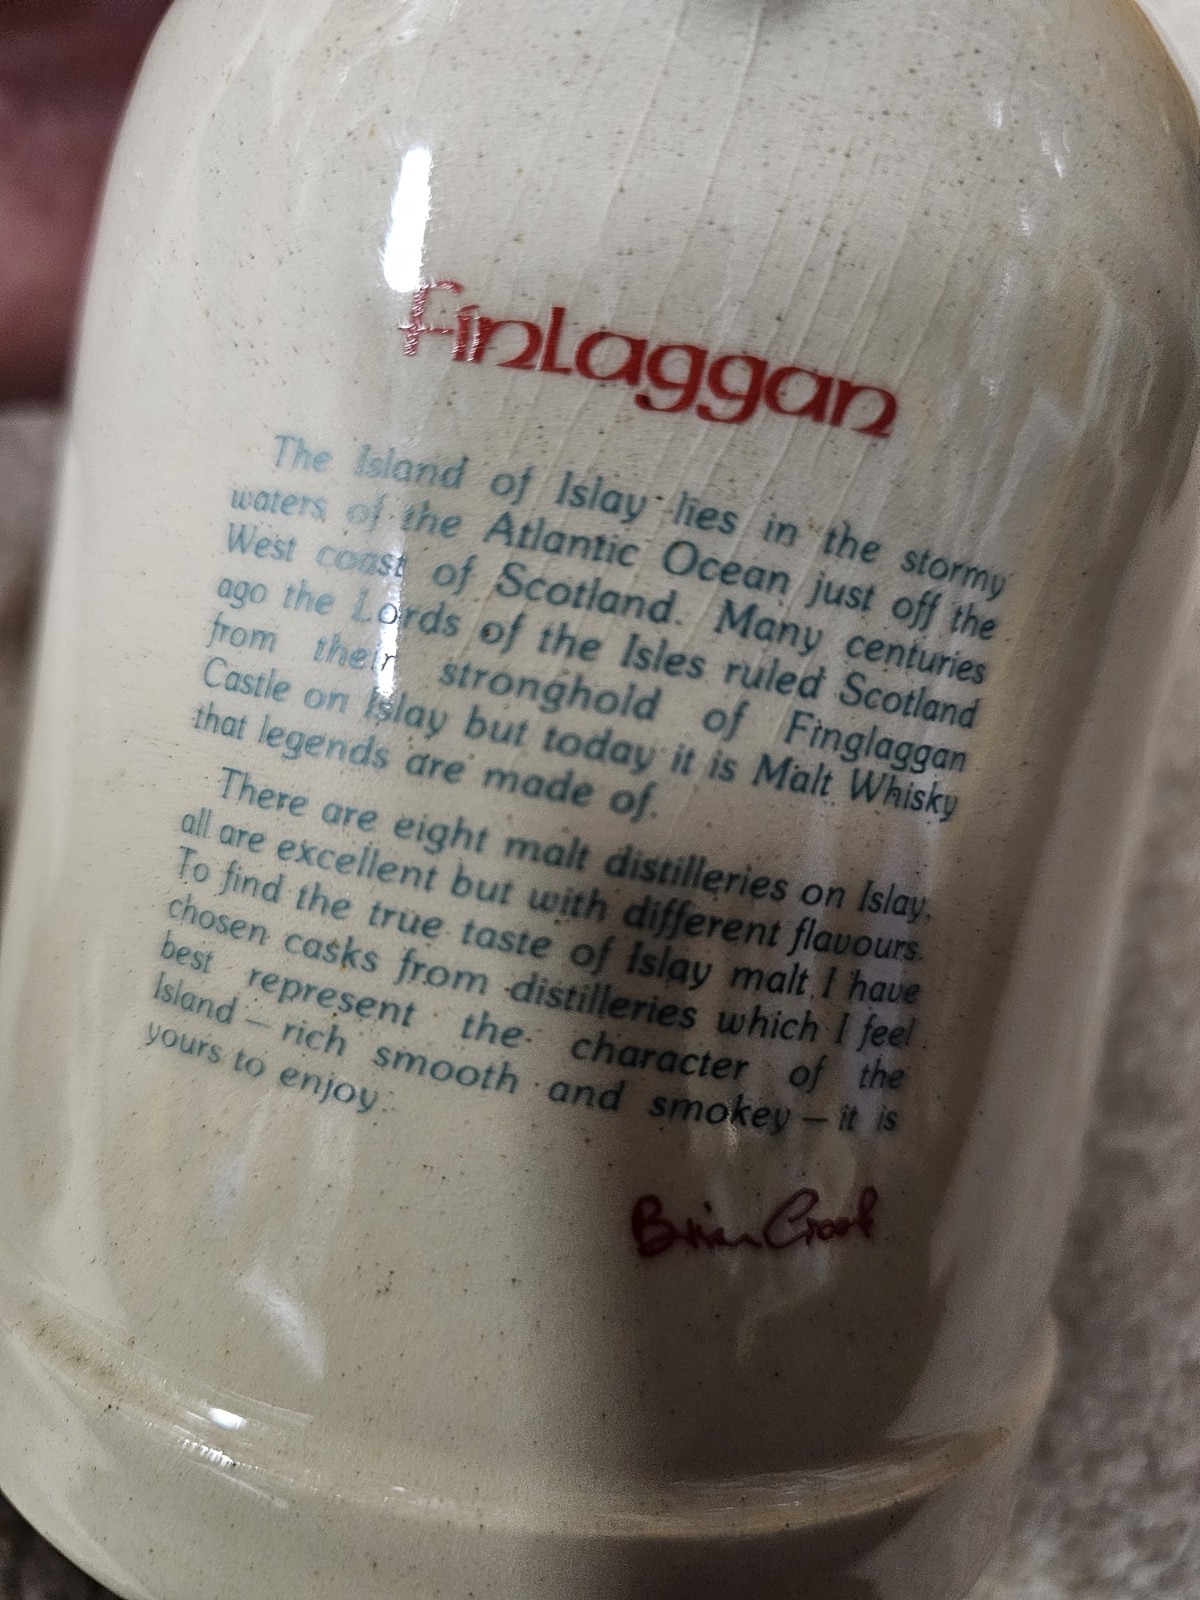 finlaggan
The Island of Islay lies in the stormy
waters of the Atlantic Ocean just off the
West coast of Scotland. Many centuries
ago the Lords of the Isles ruled Scotland
from their stronghold of Finglaggan
Castle on Islay but today it is Malt Whisky
that legends are made of.
There are eight malt distilleries on Islay,
all are excellent but with different flavours.
To find the true taste of Islay malt I have
chosen casks from distilleries which I feel
best represent the character of the
Island – rich smooth and smokey – it is
yours to enjoy.
Brian Crook